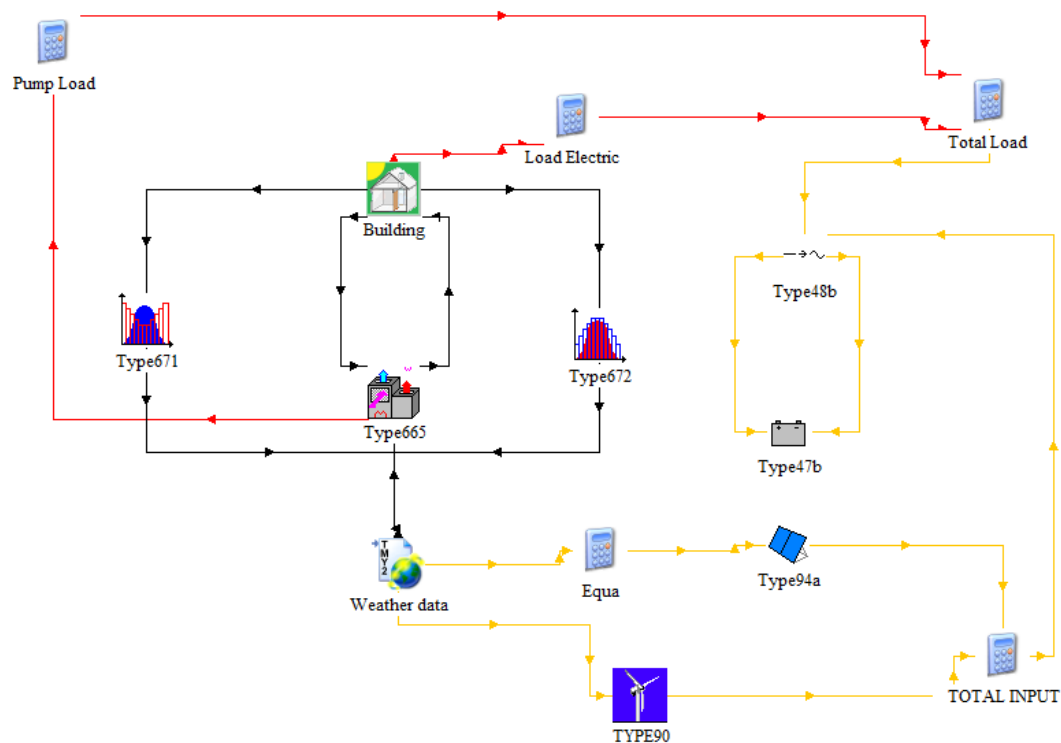 Pump Load
Load Electric
Total Load
Building
Type48b
Type671
Type672
Type665
Type47b
TMY2
Weather data
Equa
Type94a
TYPE90
TOTAL INPUT